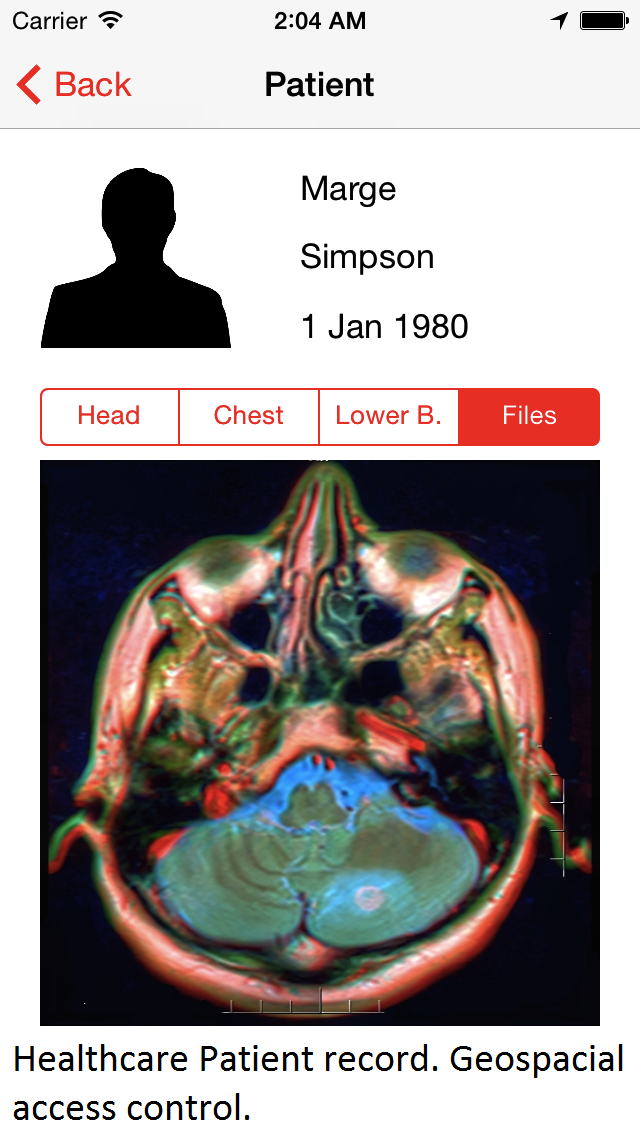 Carrier 2:04 AM
Back Patient
Marge
Simpson
1 Jan 1980
Head Chest Lower B. Files
Healthcare Patient record. Geospacial
access control.